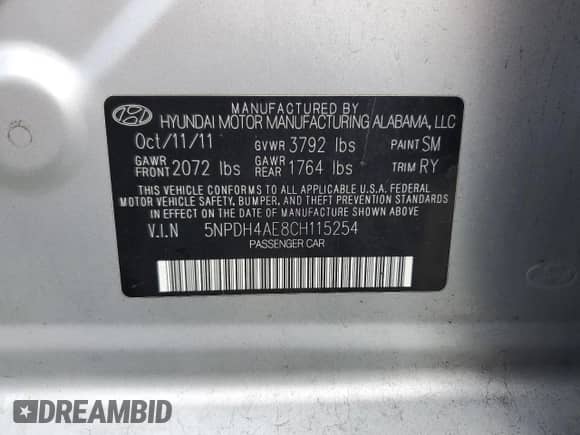 MANUFACTURED BY
HYUNDAI MOTOR MANUFACTURING ALABAMA, LLC
Oct/11/11 GVWR 3792 lbs PAINT SM
GAWR FRONT 2072 lbs GAWR REAR 1764 lbs TRIM RY
THIS VEHICLE CONFORMS TO ALL APPLICABLE U.S.A. FEDERAL
MOTOR VEHICLE SAFETY, BUMPER, AND THEFT PREVENTION STANDARDS
IN EFFECT ON THE DATE OF MANUFACTURE SHOWN ABOVE.
V.I.N 5NPDH4AE8CH115254
PASSENGER CAR
DREAMBID